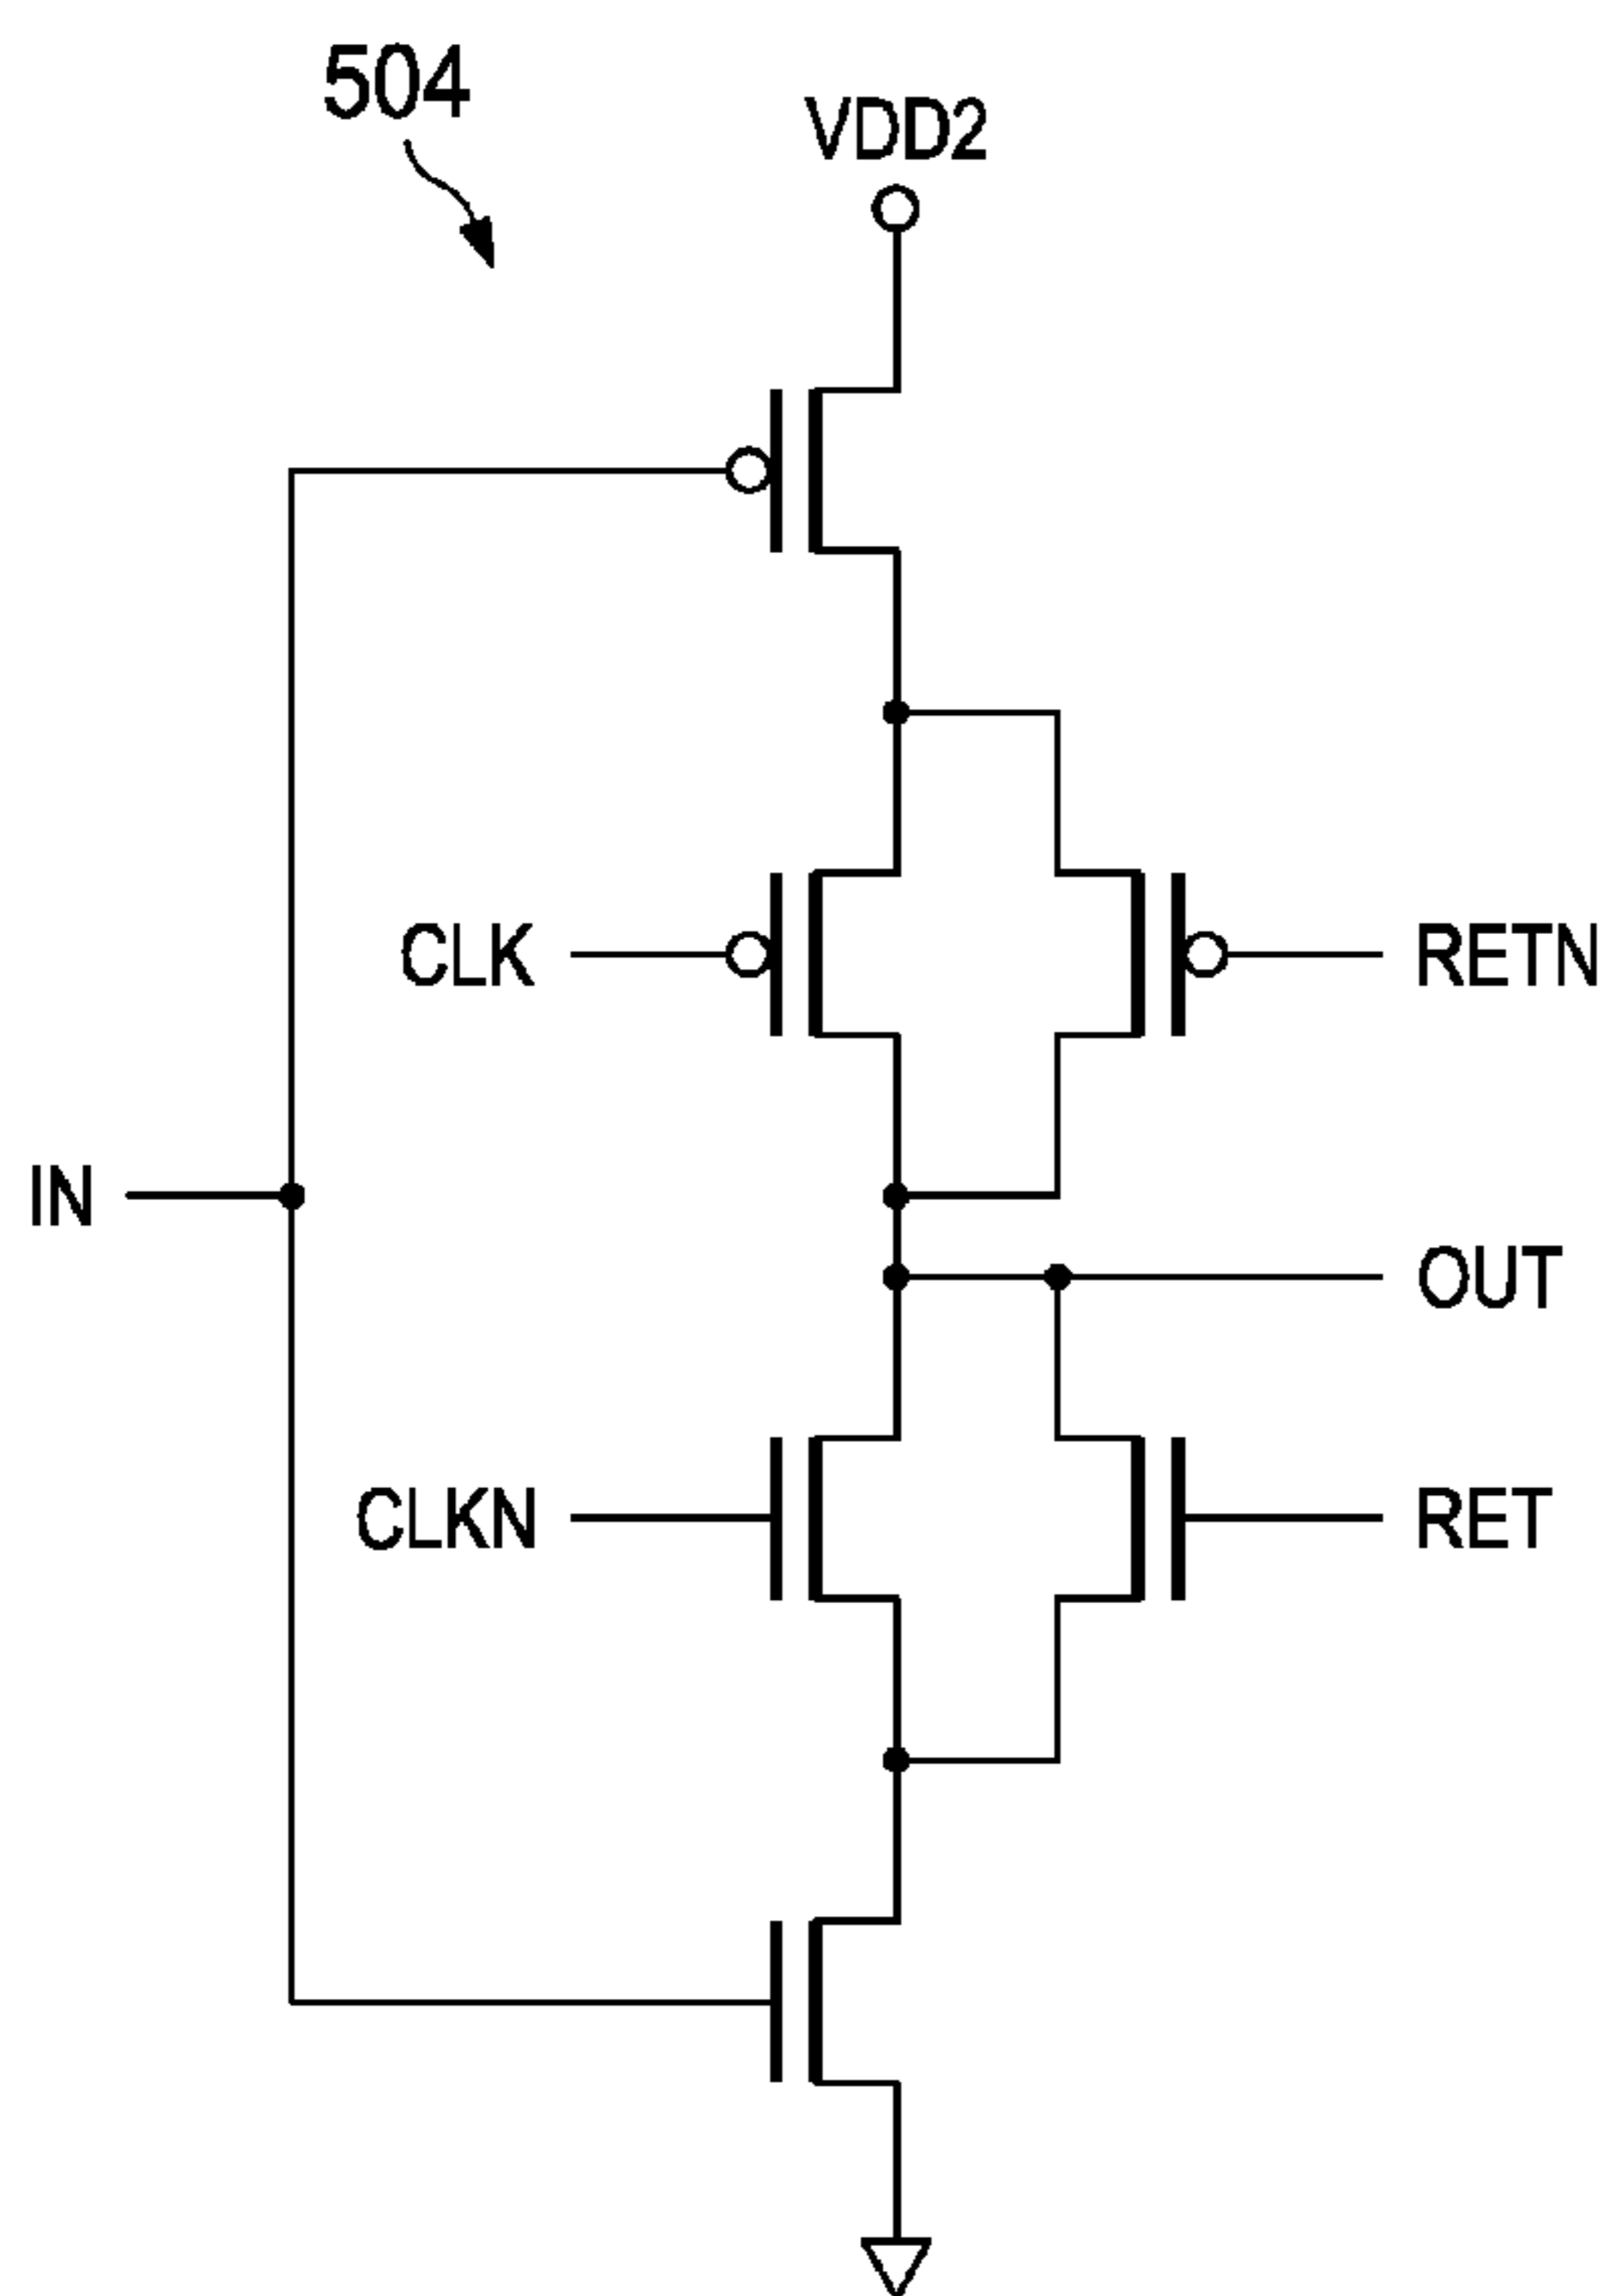 504
VDD2
CLK
RETN
IN
OUT
CLKN
RET